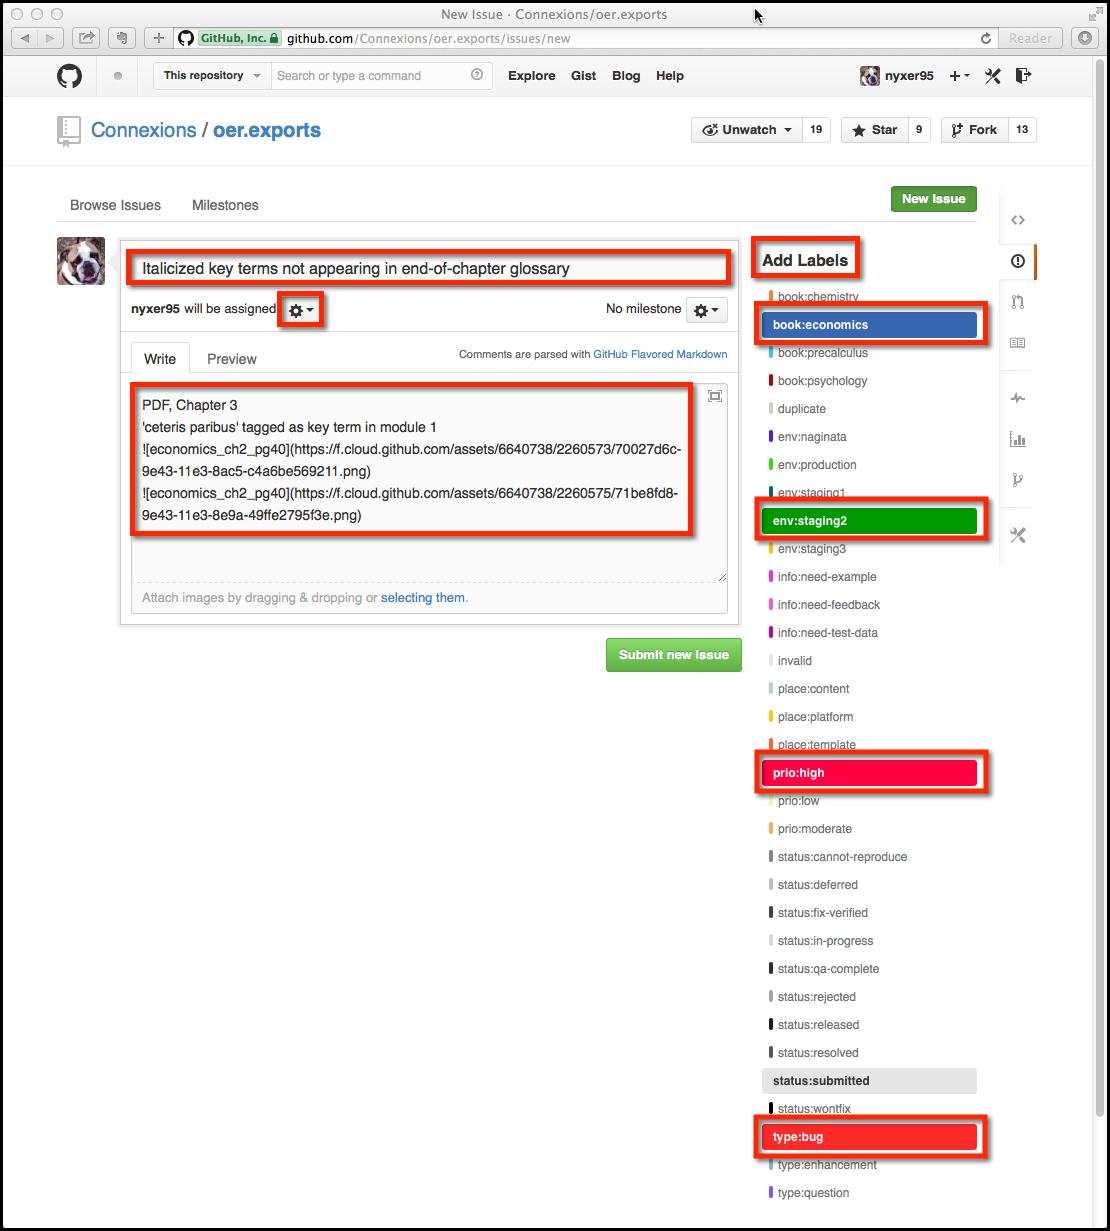 New Issue · Connexions/oer.exports
GitHub, Inc. github.com/Connexions/oer.exports/issues/new
Reader
This repository Search or type a command Explore Gist Blog Help nyxer95
Connexions / oer.exports
Unwatch 19 Star 9 Fork 13
Browse Issues Milestones
New Issue
Italicized key terms not appearing in end-of-chapter glossary
nyxer95 will be assigned
No milestone
Write Preview
Comments are parsed with GitHub Flavored Markdown
PDF, Chapter 3
'ceteris paribus' tagged as key term in module 1
![economics_ch2_pg40](https://f.cloud.github.com/assets/6640738/2260573/70027d6c-
9e43-11e3-8ac5-c4a6be569211.png)
![economics_ch2_pg40](https://f.cloud.github.com/assets/6640738/2260575/71be8fd8-
9e43-11e3-8e9a-49ffe2795f3e.png)
Attach images by dragging & dropping or selecting them.
Submit new issue
Add Labels
book:chemistry
book:economics
book:precalculus
book:psychology
duplicate
env:naginata
env:production
env:staging1
env:staging2
env:staging3
info:need-example
info:need-feedback
info:need-test-data
invalid
place:content
place:platform
place:template
prio:high
prio:low
prio:moderate
status:cannot-reproduce
status:deferred
status:fix-verified
status:in-progress
status:qa-complete
status:rejected
status:released
status:resolved
status:submitted
status:wontfix
type:bug
type:enhancement
type:question